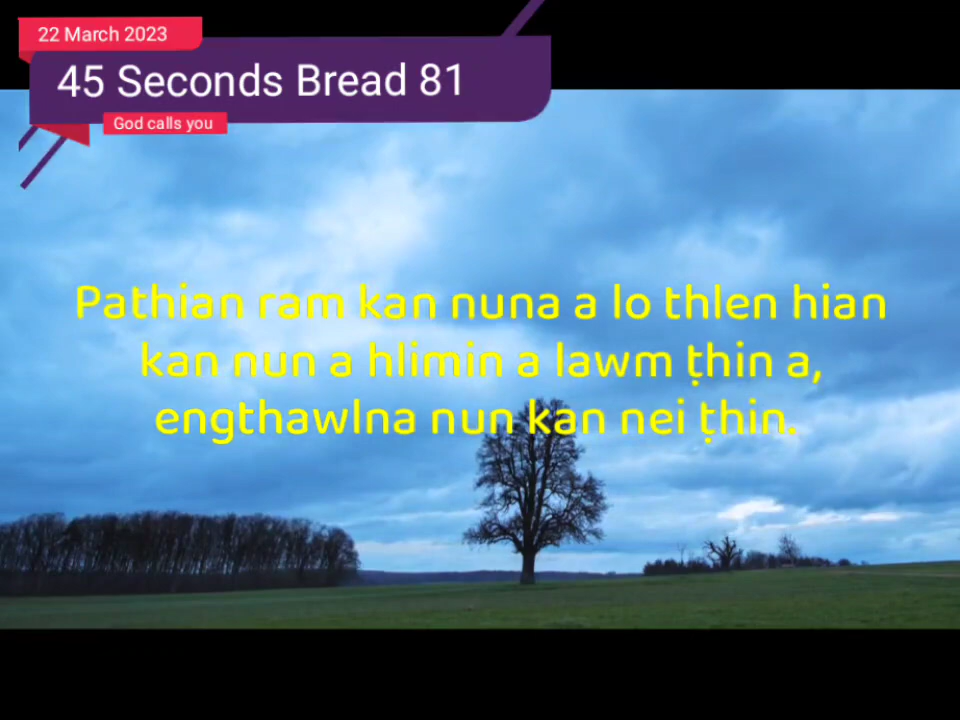 22 March 2023
45 Seconds Bread 81
God calls you
Pathian ram kan nuna a lo thlen hian
kan nun a hlimin a lawm ṭhin a,
engthawlna nun kan nei ṭhin.